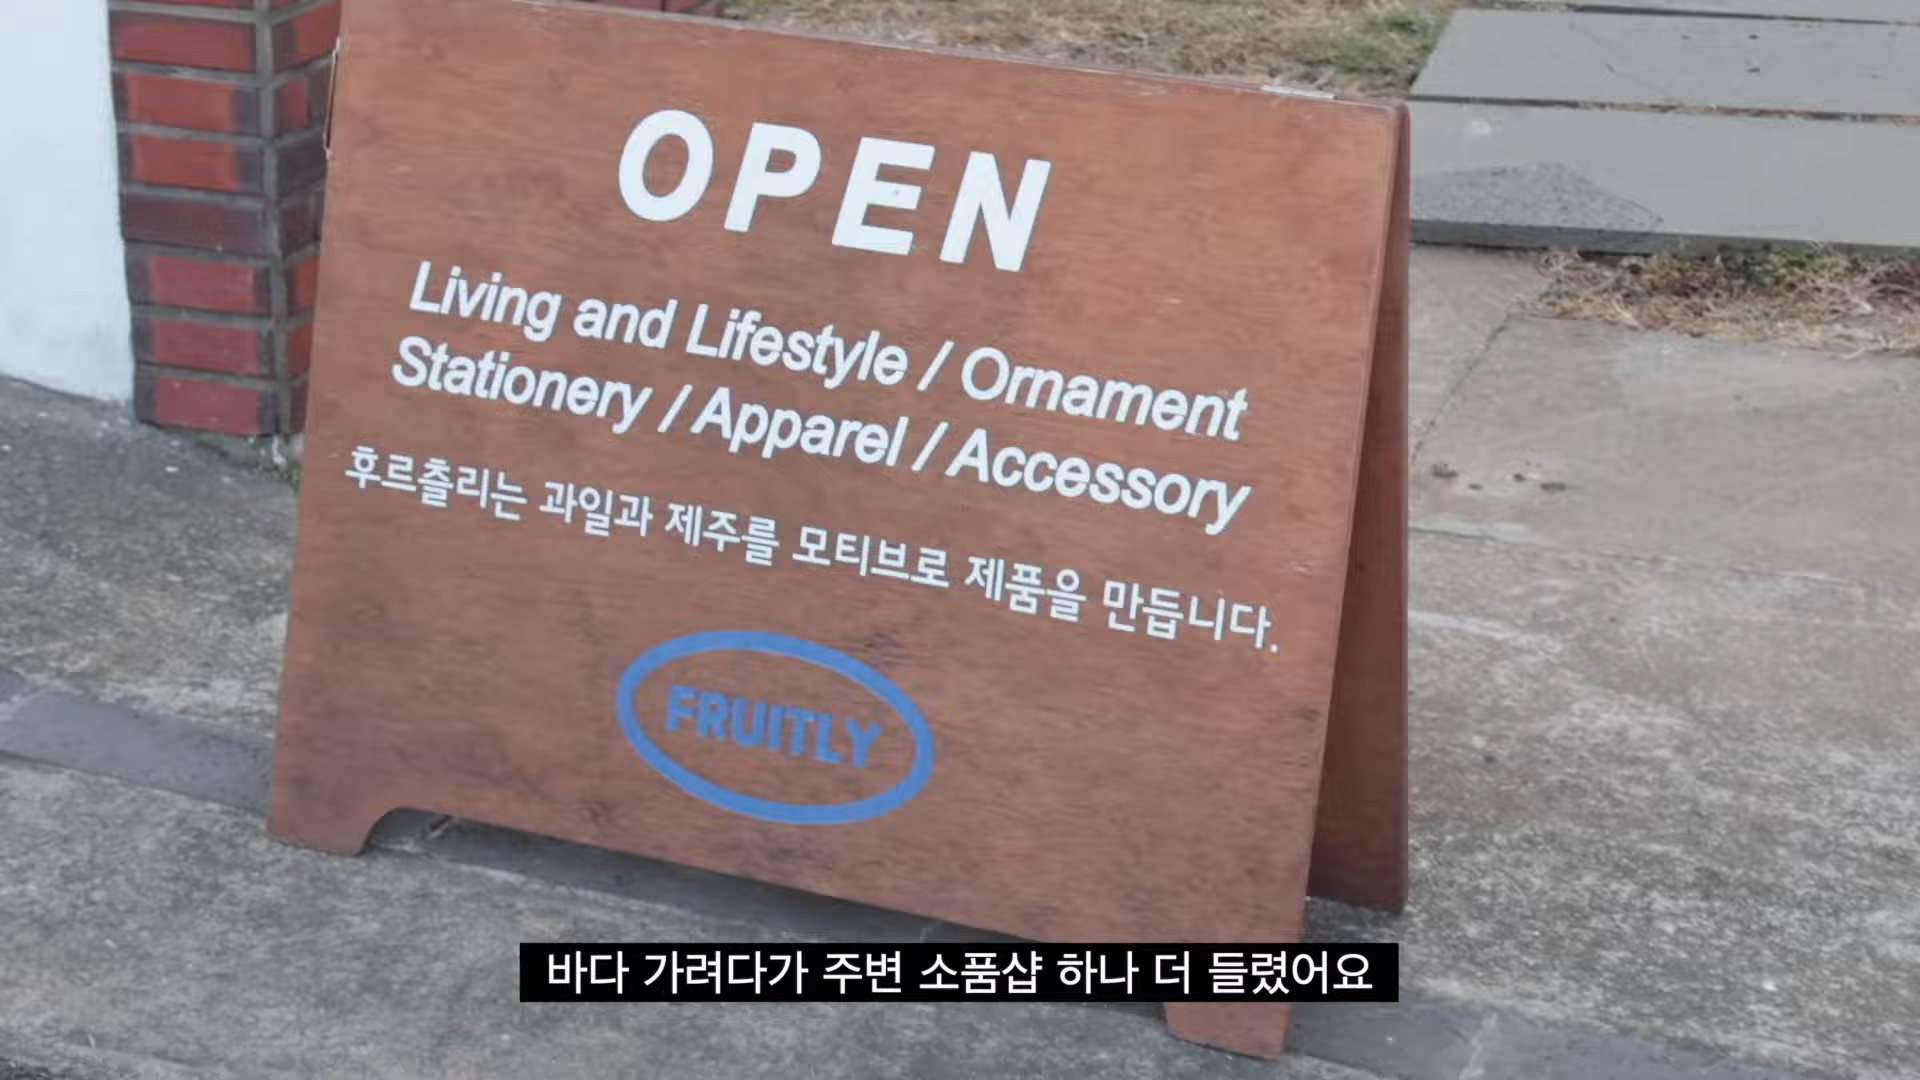 OPEN
Living and Lifestyle / Ornament
Stationery / Apparel / Accessory
후르츨리는 과일과 제주를 모티브로 제품을 만듭니다.
FRUITLY
바다 가려다가 주변 소품샵 하나 더 들렸어요